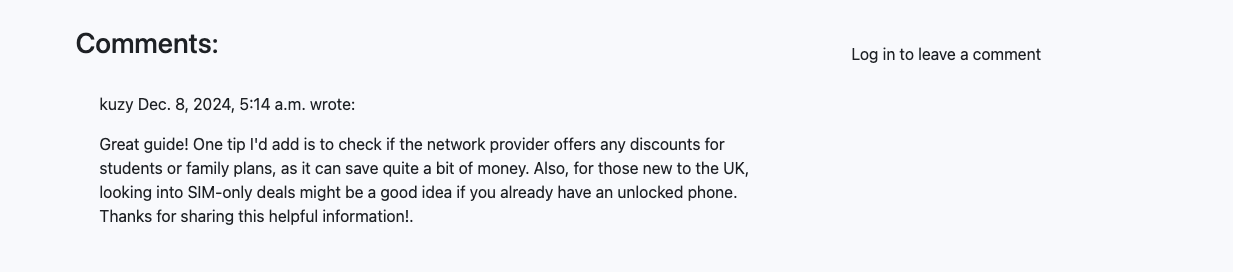 Comments:
Log in to leave a comment
kuzy Dec. 8, 2024, 5:14 a.m. wrote:
Great guide! One tip I'd add is to check if the network provider offers any discounts for
students or family plans, as it can save quite a bit of money. Also, for those new to the UK,
looking into SIM-only deals might be a good idea if you already have an unlocked phone.
Thanks for sharing this helpful information!.